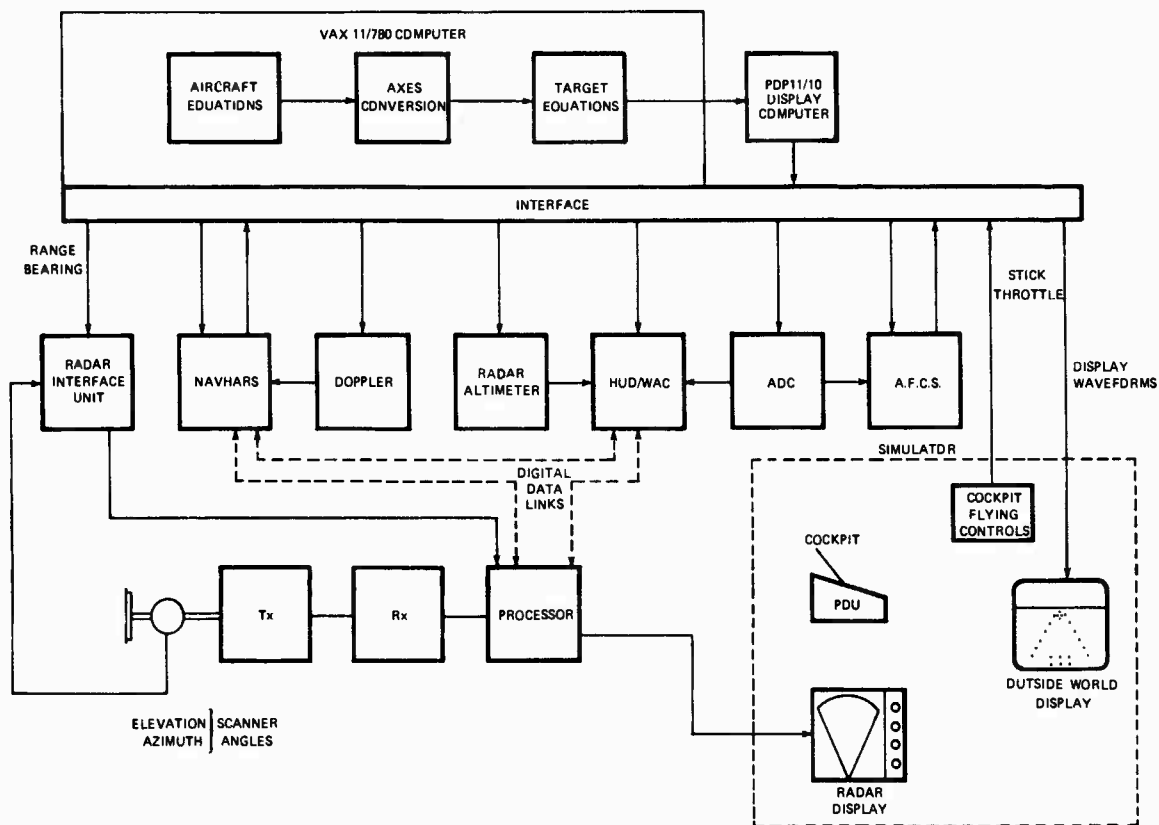 VAX 11/780 CDMPUTER
AIRCRAFT
EDUATIDNS
AXES
CDNVERSION
TARGET
EQUATIONS
PDP11/10
DISPLAY
CDMPUTER
INTERFACE
RANGE
BEARING
STICK
THROTTLE
RADAR
INTERFACE
UNIT
NAVHARS
DOPPLER
RADAR
ALTIMETER
HUD/WAC
ADC
A.F.C.S.
DISPLAY
WAVEFDRMS
SIMULATDR
DIGITAL
DATA
LINKS
COCKPIT
FLYING
CONTROLS
COCKPIT
PDU
Tx
Rx
PROCESSOR
DUTSIDE WORLD
DISPLAY
ELEVATION SCANNER
AZIMUTH ANGLES
RADAR
DISPLAY